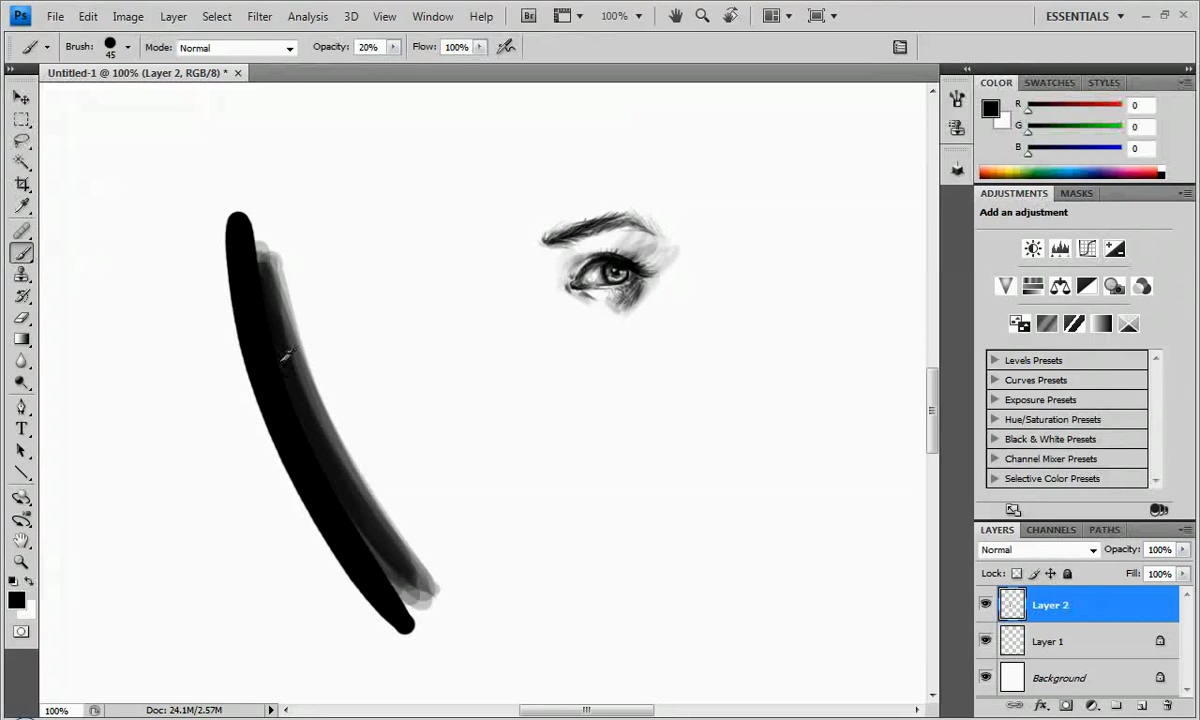 Ps File Edit Image Layer Select Filter Analysis 3D View Window Help Br 100% ESSENTIALS
Brush: 45 Mode: Normal Opacity: 20% Flow: 100%
Untitled-1 @ 100% (Layer 2, RGB/8) * x
COLOR SWATCHES STYLES
R 0
G 0
B 0
ADJUSTMENTS MASKS
Add an adjustment
Levels Presets
Curves Presets
Exposure Presets
Hue/Saturation Presets
Black & White Presets
Channel Mixer Presets
Selective Color Presets
LAYERS CHANNELS PATHS
Normal Opacity: 100%
Lock: Fill: 100%
Layer 2
Layer 1
Background
100% Doc: 24.1M/2.57M